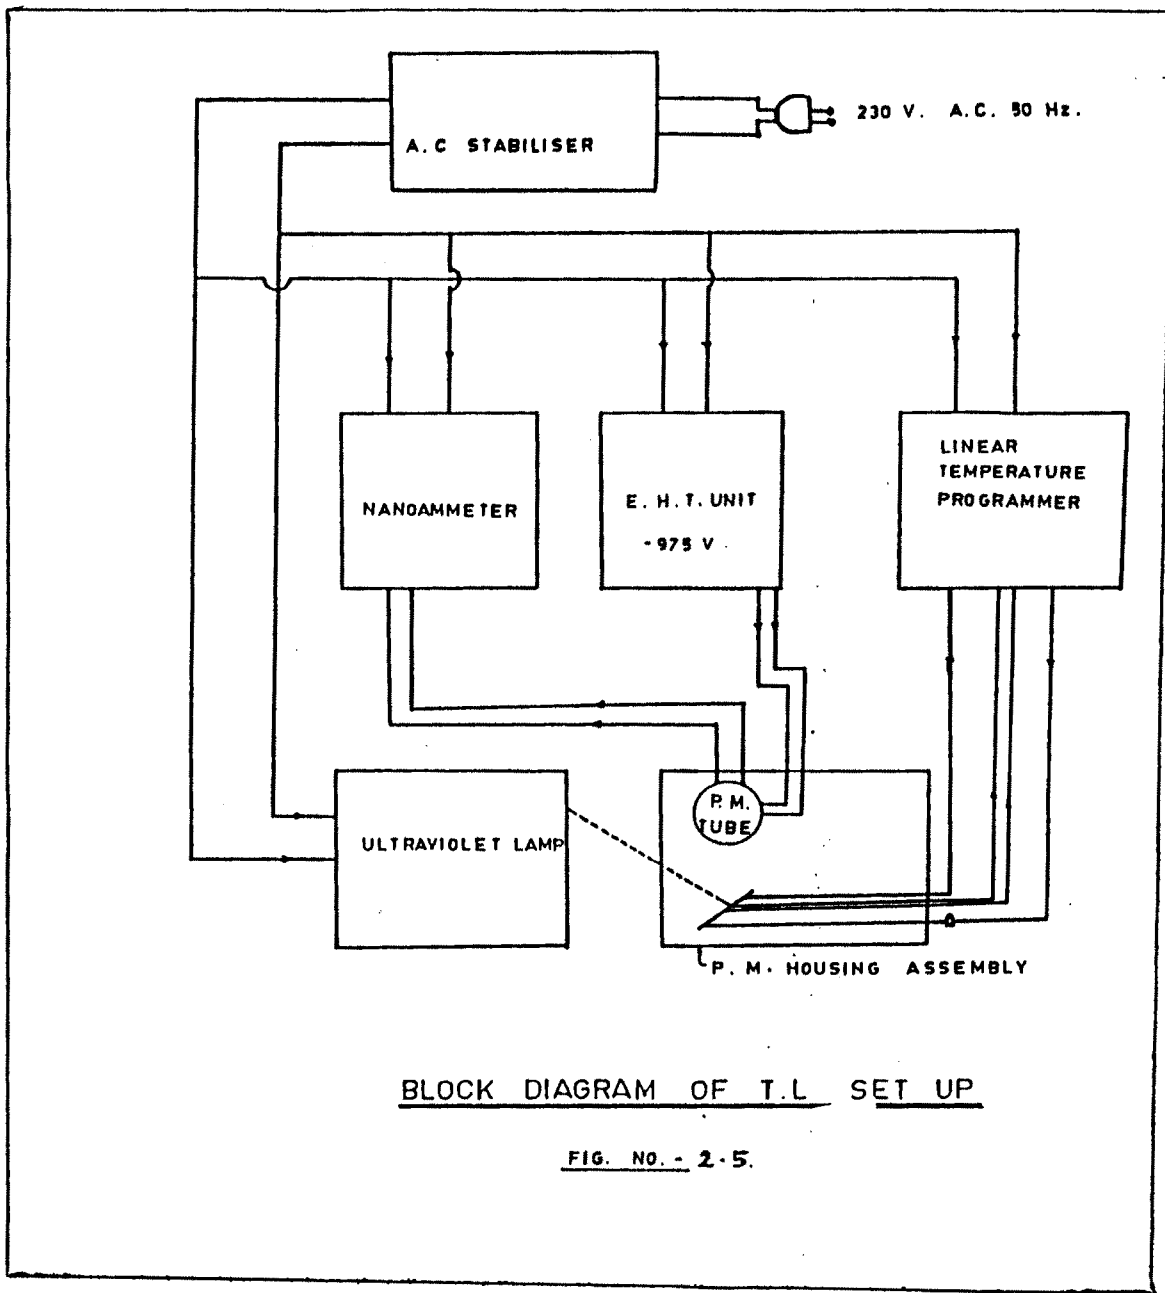 230 V. A.C. 50 Hz.
A.C STABILISER
NANOAMMETER
E. H. T. UNIT
- 975 V
LINEAR
TEMPERATURE
PROGRAMMER
ULTRAVIOLET LAMP
P. M.
TUBE
P. M. HOUSING ASSEMBLY
BLOCK DIAGRAM OF T.L SET UP
FIG. NO. - 2.5.